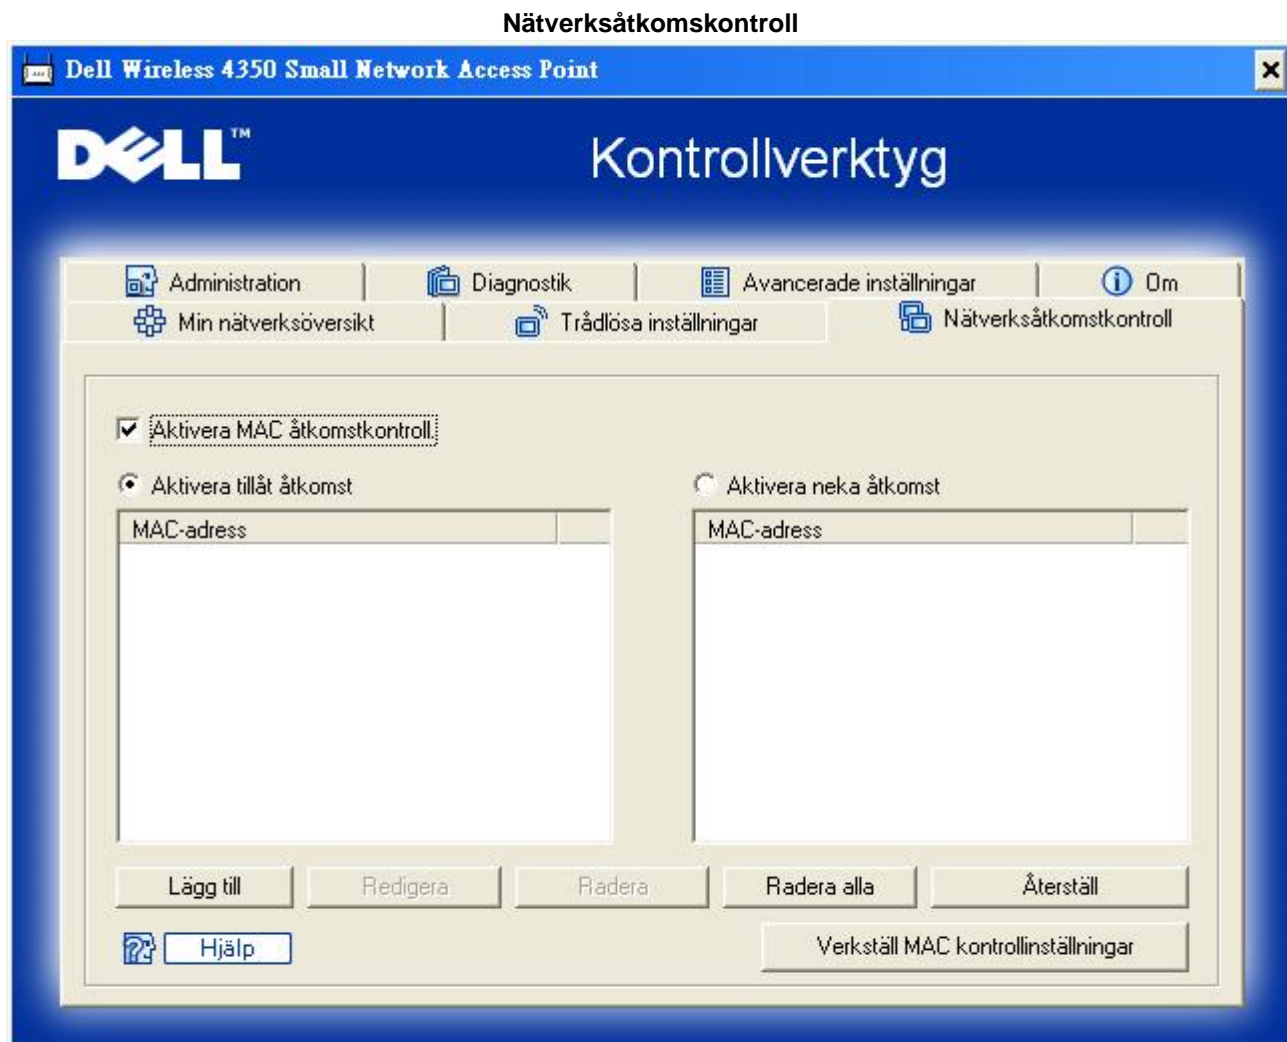 Nätverksåtkomskontroll
Dell Wireless 4350 Small Network Access Point
DELL™
Kontrollverktyg
Administration
Diagnostik
Avancerade inställningar
Om
Min nätverksöversikt
Trådlösa inställningar
Nätverksåtkomstkontroll
Aktivera MAC åtkomstkontroll.
Aktivera tillåt åtkomst
Aktivera neka åtkomst
MAC-adress
MAC-adress
Lägg till
Redigera
Radera
Radera alla
Återställ
Hjälp
Verkställ MAC kontrollinställningar